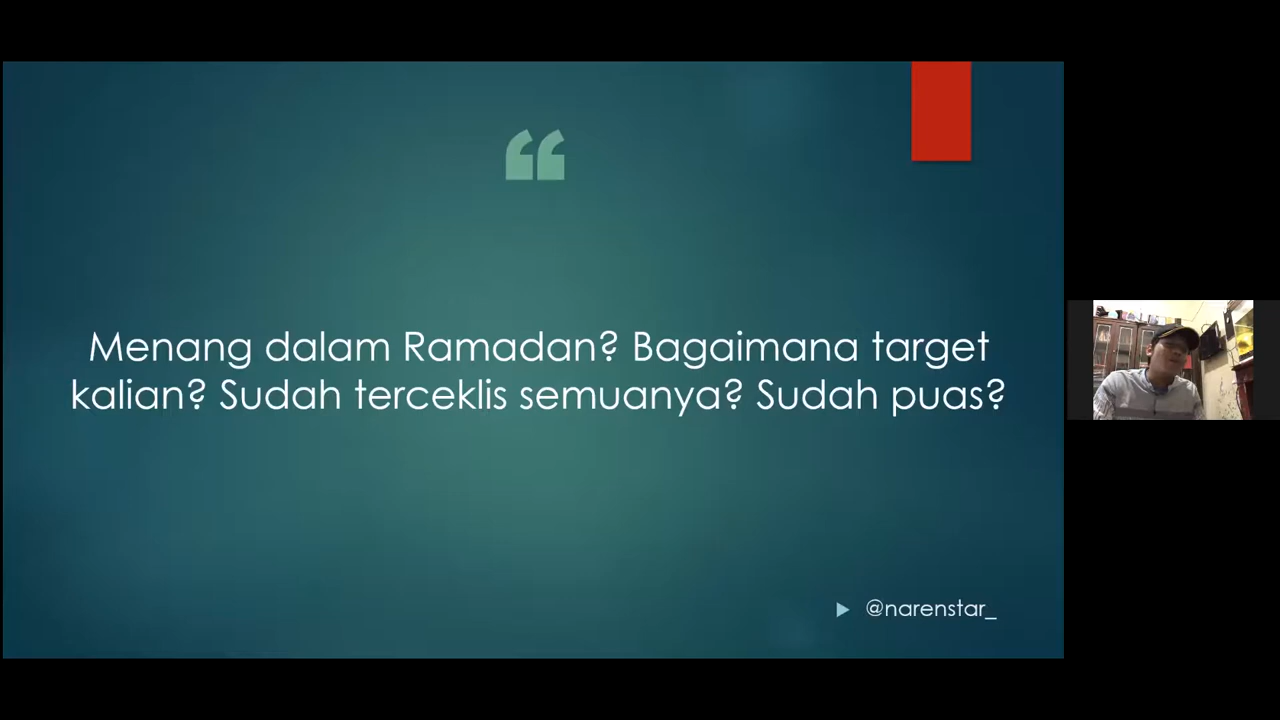 “
Menang dalam Ramadan? Bagaimana target
kalian? Sudah terceklis semuanya? Sudah puas?
@narenstar_